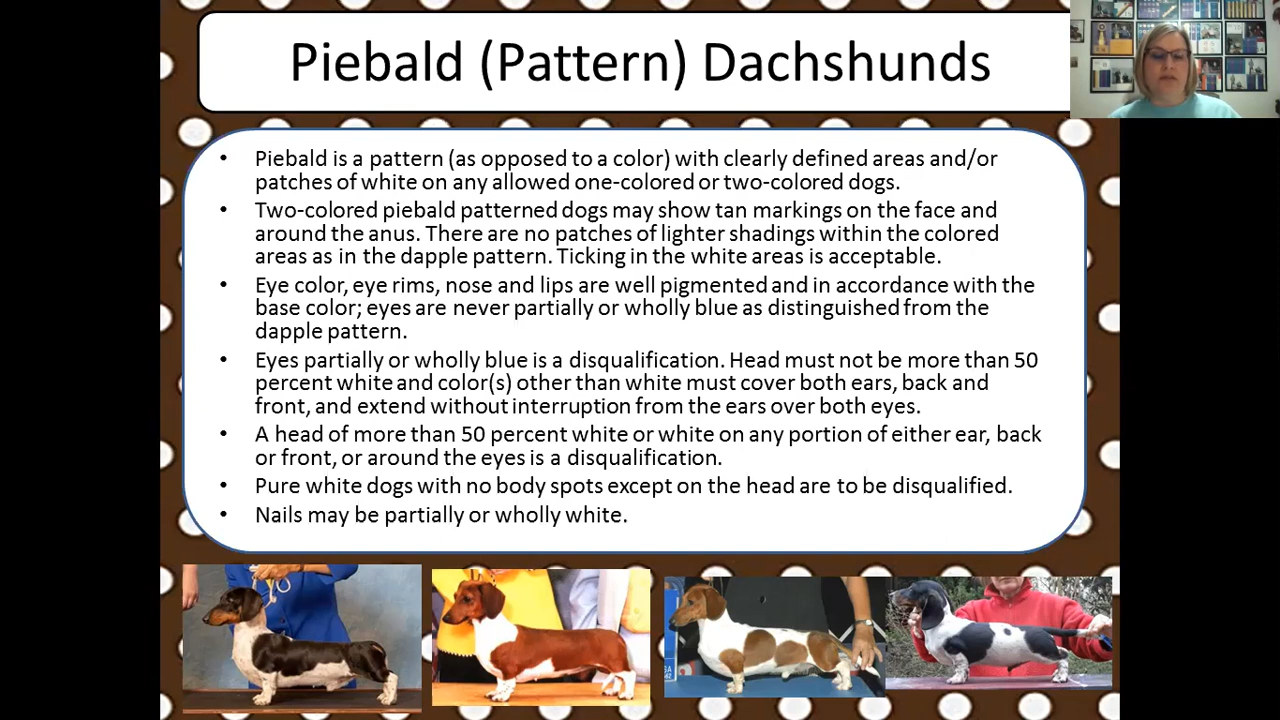 Piebald (Pattern) Dachshunds
• Piebald is a pattern (as opposed to a color) with clearly defined areas and/or
patches of white on any allowed one-colored or two-colored dogs.
• Two-colored piebald patterned dogs may show tan markings on the face and
around the anus. There are no patches of lighter shadings within the colored
areas as in the dapple pattern. Ticking in the white areas is acceptable.
• Eye color, eye rims, nose and lips are well pigmented and in accordance with the
base color; eyes are never partially or wholly blue as distinguished from the
dapple pattern.
• Eyes partially or wholly blue is a disqualification. Head must not be more than 50
percent white and color(s) other than white must cover both ears, back and
front, and extend without interruption from the ears over both eyes.
• A head of more than 50 percent white or white on any portion of either ear, back
or front, or around the eyes is a disqualification.
• Pure white dogs with no body spots except on the head are to be disqualified.
• Nails may be partially or wholly white.